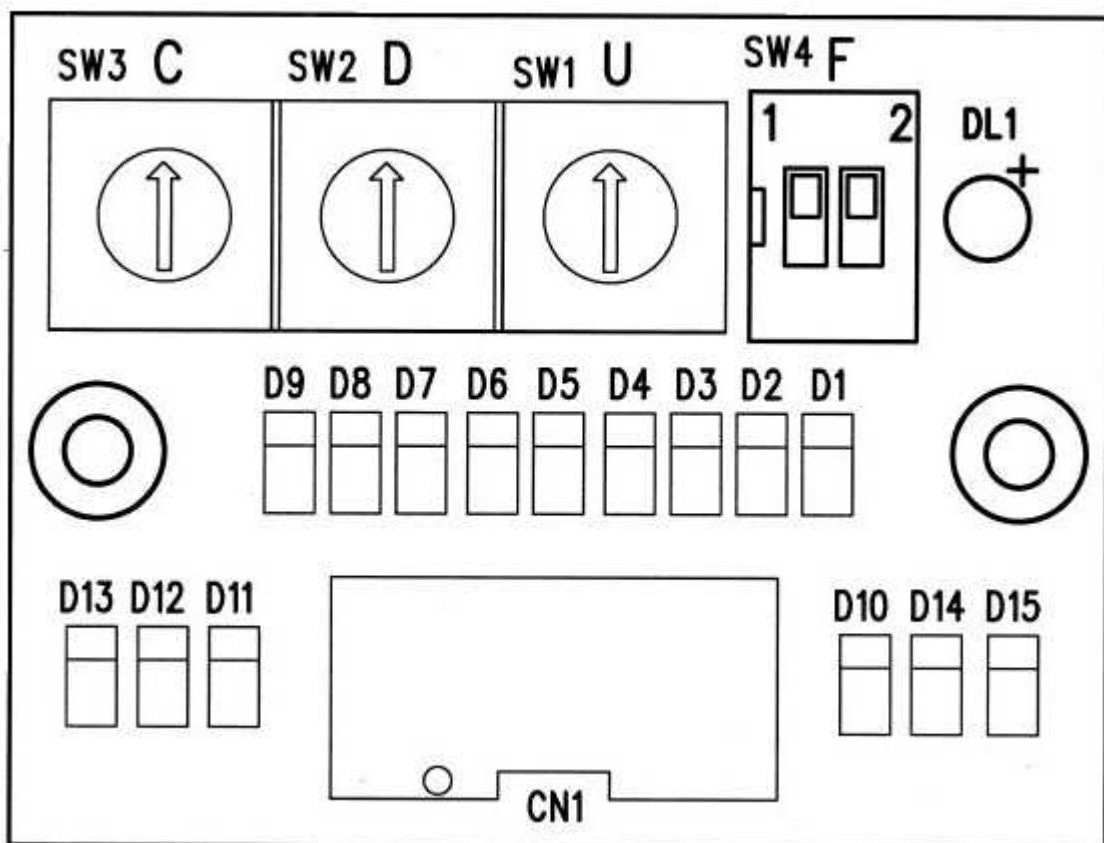 SW3 C SW2 D SW1 U SW4 F
1 2 DL1
+
D9 D8 D7 D6 D5 D4 D3 D2 D1
D13 D12 D11 D10 D14 D15
CN1